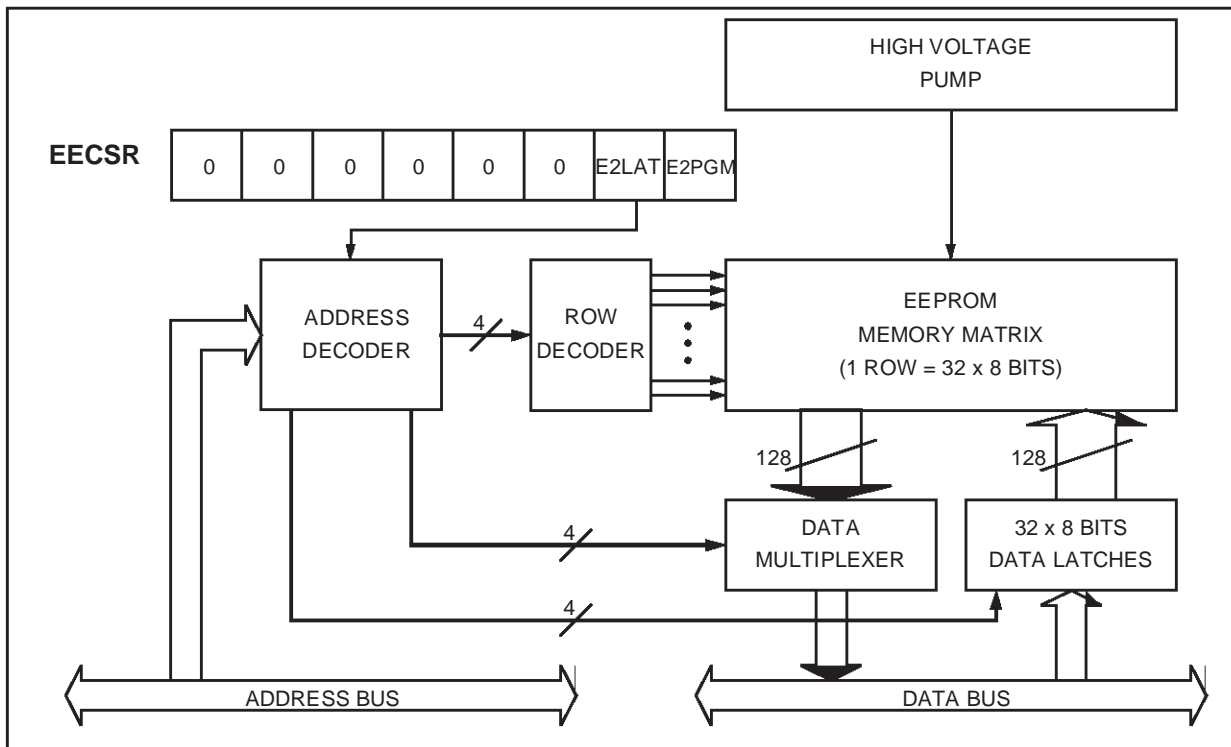 HIGH VOLTAGE
PUMP
EECSR
0 0 0 0 0 0 E2LAT E2PGM
ADDRESS
DECODER
4
ROW
DECODER
EEPROM
MEMORY MATRIX
(1 ROW = 32 x 8 BITS)
128
128
4
DATA
MULTIPLEXER
32 x 8 BITS
DATA LATCHES
4
ADDRESS BUS
DATA BUS